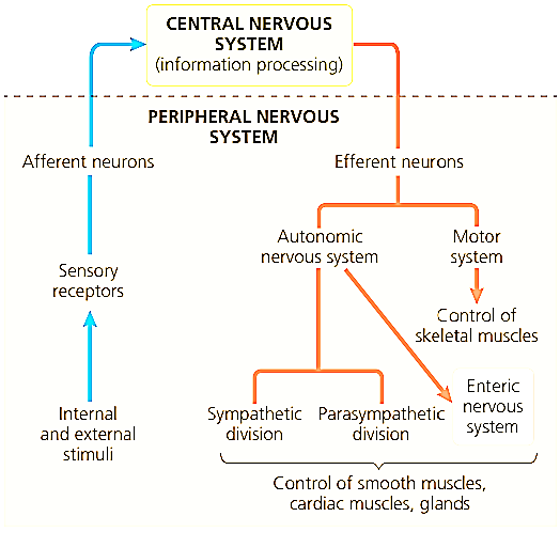 CENTRAL NERVOUS
SYSTEM
(information processing)
PERIPHERAL NERVOUS
SYSTEM
Afferent neurons
Efferent neurons
Autonomic
nervous system
Motor
system
Sensory
receptors
Control of
skeletal muscles
Internal
and external
stimuli
Sympathetic
division
Parasympathetic
division
Enteric
nervous
system
Control of smooth muscles,
cardiac muscles, glands